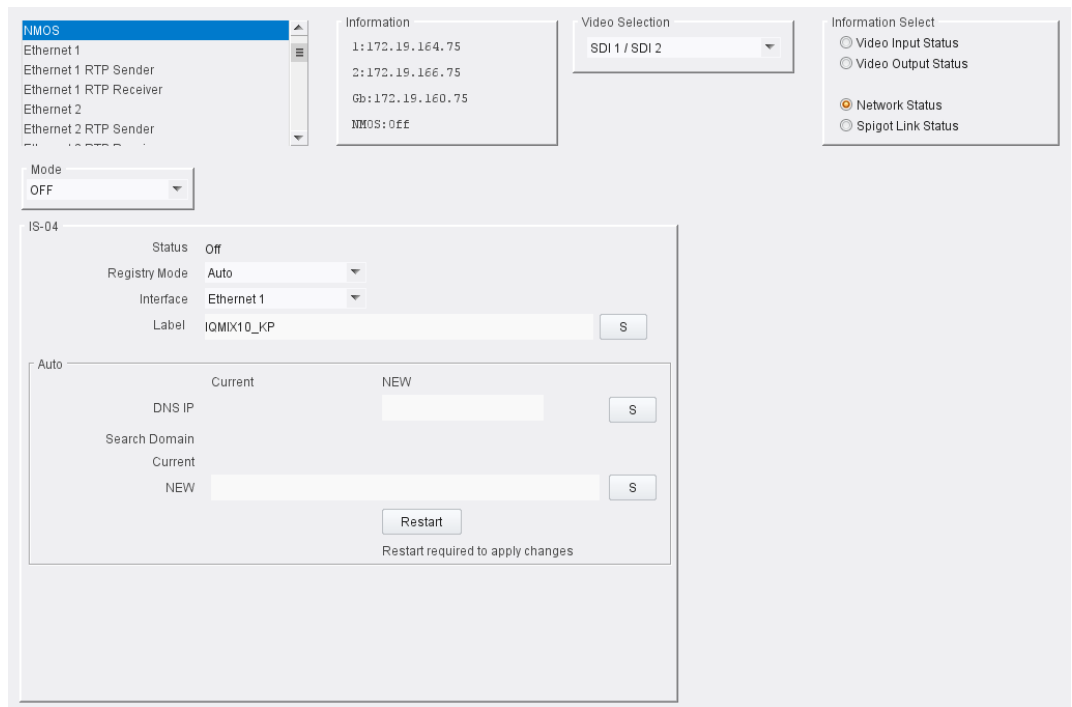 NMOS
Ethernet 1
Ethernet 1 RTP Sender
Ethernet 1 RTP Receiver
Ethernet 2
Ethernet 2 RTP Sender
Information
1:172.19.164.75
2:172.19.166.75
Gb:172.19.160.75
NMOS:Off
Video Selection
SDI 1 / SDI 2
Information Select
Video Input Status
Video Output Status
Network Status
Spigot Link Status
Mode
OFF
IS-04
Status Off
Registry Mode Auto
Interface Ethernet 1
Label IQMIX10_KP S
Auto
Current NEW
DNS IP S
Search Domain
Current
NEW S
Restart
Restart required to apply changes